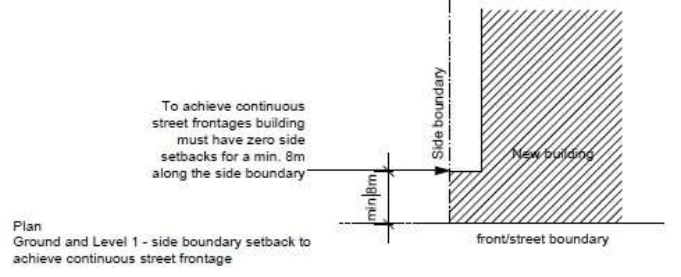 To achieve continuous
street frontages building
must have zero side
setbacks for a min. 8m
along the side boundary
Side boundary
New building
min 8m
front/street boundary
Plan
Ground and Level 1 - side boundary setback to
achieve continuous street frontage